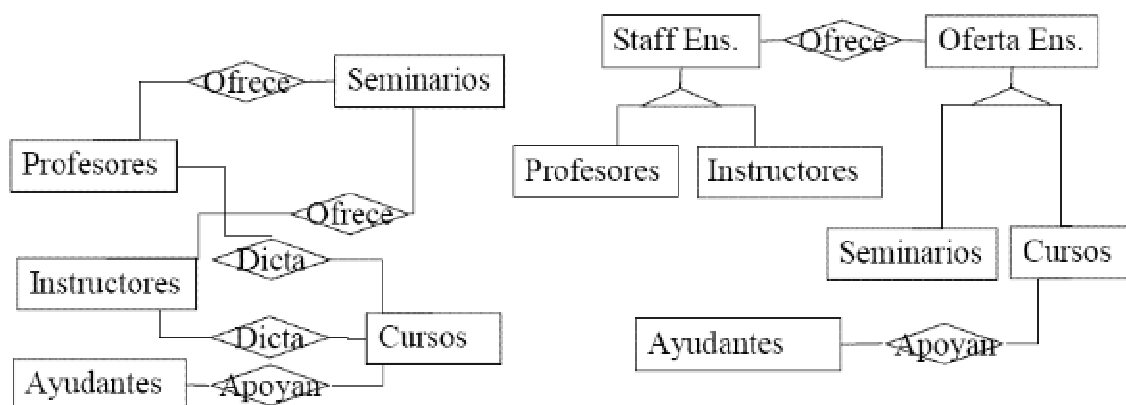 Ofrece
Seminarios
Profesores
Ofrece
Dicta
Instructores
Dicta
Cursos
Ayudantes
Apoyan
Staff Ens.
Ofrece
Oferta Ens.
Profesores
Instructores
Seminarios
Cursos
Ayudantes
Apoyan